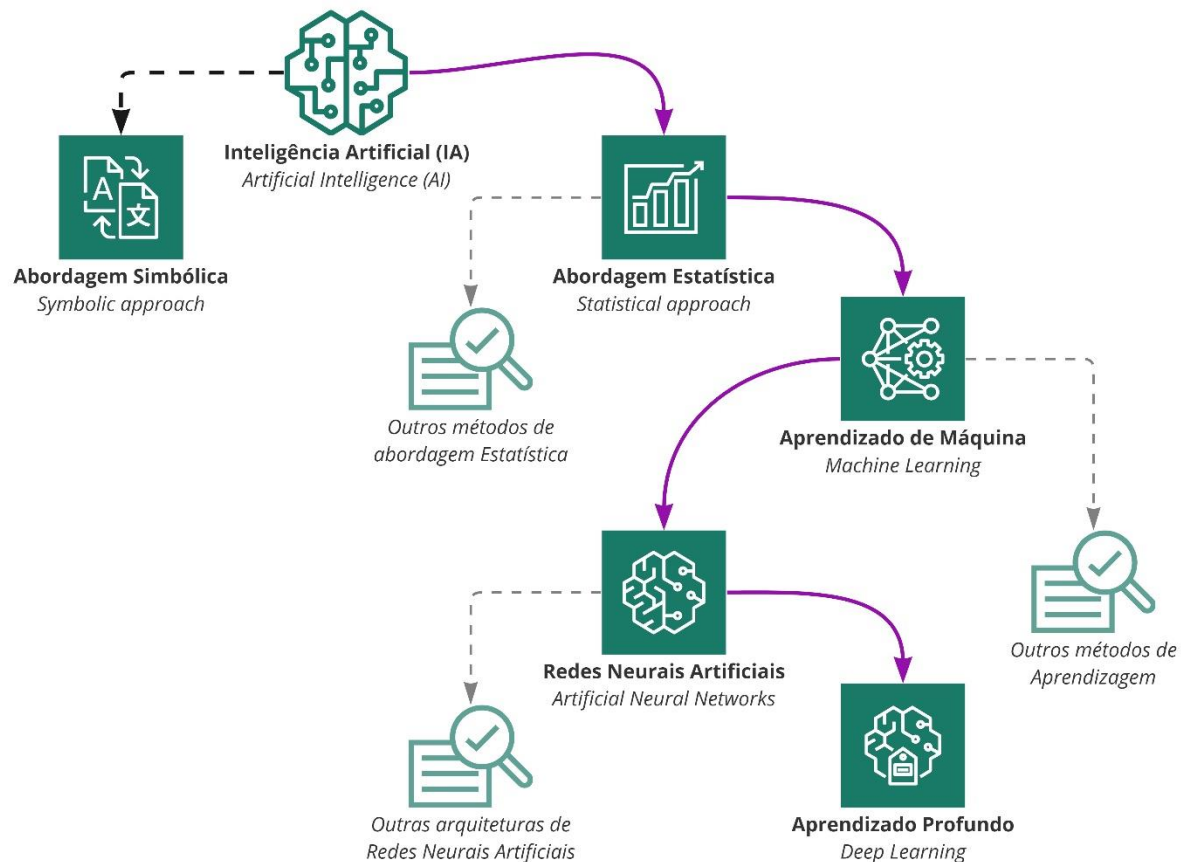 Inteligência Artificial (IA)
Artificial Intelligence (AI)
A
文
Abordagem Simbólica
Symbolic approach
Abordagem Estatística
Statistical approach
Outros métodos de
abordagem Estatística
Aprendizado de Máquina
Machine Learning
Redes Neurais Artificiais
Artificial Neural Networks
Outros métodos de
Aprendizagem
Outras arquiteturas de
Redes Neurais Artificiais
Aprendizado Profundo
Deep Learning